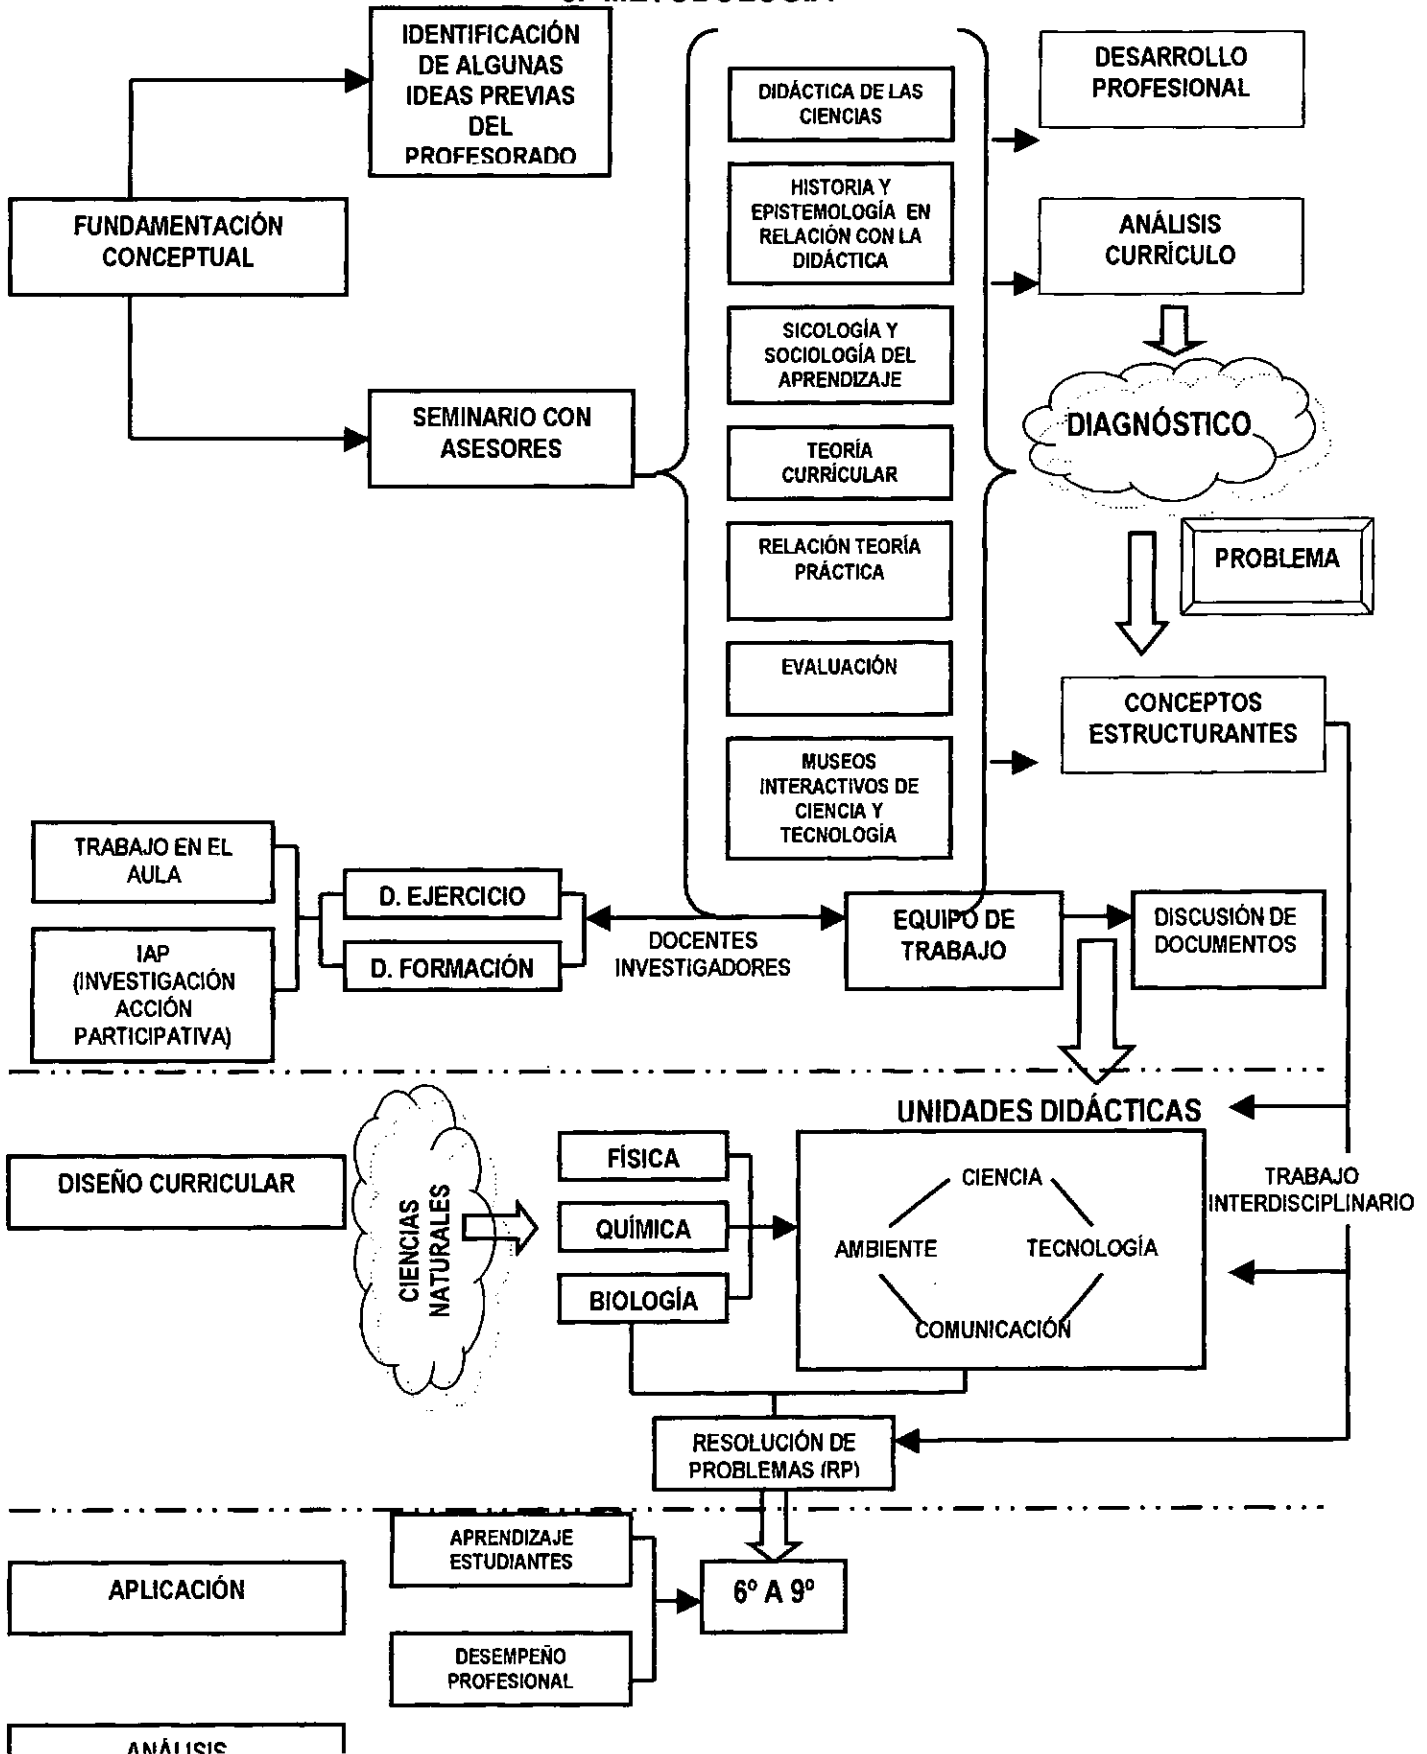 IDENTIFICACIÓN
DE ALGUNAS
IDEAS PREVIAS
DEL
PROFESORADO
FUNDAMENTACIÓN
CONCEPTUAL
SEMINARIO CON
ASESORES
DIDÁCTICA DE LAS
CIENCIAS
HISTORIA Y
EPISTEMOLOGÍA EN
RELACIÓN CON LA
DIDÁCTICA
SICOLOGÍA Y
SOCIOLOGÍA DEL
APRENDIZAJE
TEORÍA
CURRÍCULAR
RELACIÓN TEORÍA
PRÁCTICA
EVALUACIÓN
MUSEOS
INTERACTIVOS DE
CIENCIA Y
TECNOLOGÍA
DESARROLLO
PROFESIONAL
ANÁLISIS
CURRÍCULO
DIAGNÓSTICO
PROBLEMA
CONCEPTOS
ESTRUCTURANTES
TRABAJO EN EL
AULA
IAP
(INVESTIGACIÓN
ACCIÓN
PARTICIPATIVA)
D. EJERCICIO
D. FORMACIÓN
DOCENTES
INVESTIGADORES
EQUIPO DE
TRABAJO
DISCUSIÓN DE
DOCUMENTOS
DISEÑO CURRICULAR
CIENCIAS
NATURALES
FÍSICA
QUÍMICA
BIOLOGÍA
UNIDADES DIDÁCTICAS
CIENCIA
AMBIENTE
TECNOLOGÍA
COMUNICACIÓN
TRABAJO
INTERDISCIPLINARIO
RESOLUCIÓN DE
PROBLEMAS (RP)
APLICACIÓN
APRENDIZAJE
ESTUDIANTES
DESEMPEÑO
PROFESIONAL
6º A 9º
ANÁLISIS